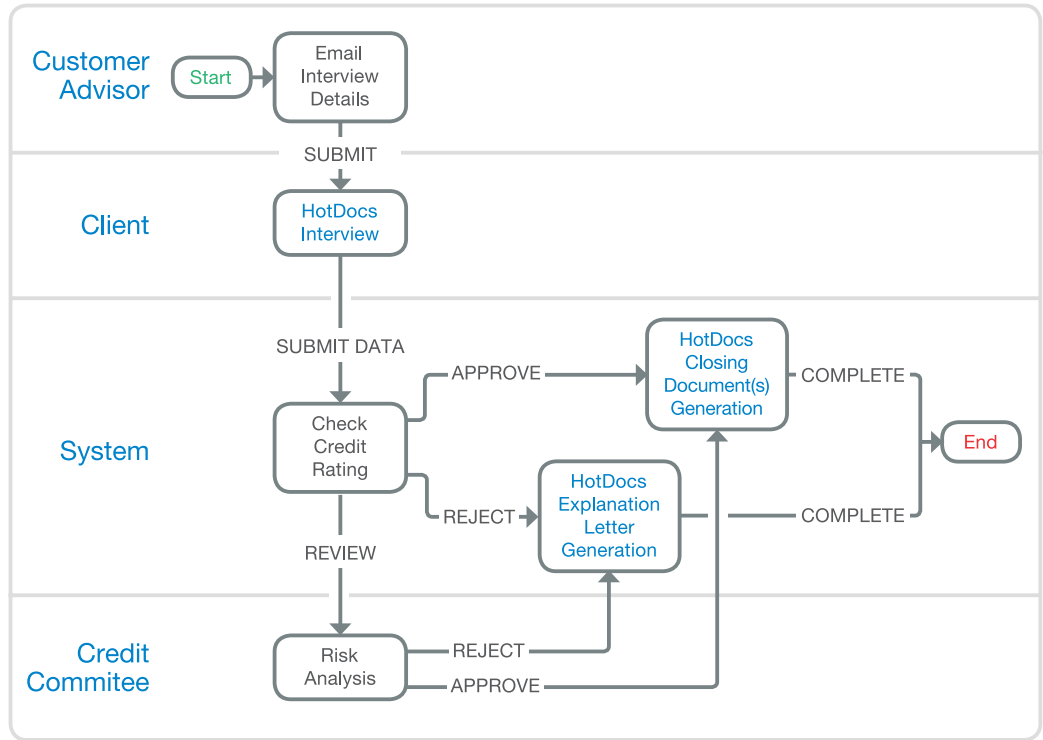 Customer
Advisor
Start
Email
Interview
Details
SUBMIT
Client
HotDocs
Interview
SUBMIT DATA
System
Check
Credit
Rating
APPROVE
HotDocs
Closing
Document(s)
Generation
COMPLETE
REJECT
HotDocs
Explanation
Letter
Generation
COMPLETE
End
REVIEW
Credit
Commitee
Risk
Analysis
REJECT
APPROVE